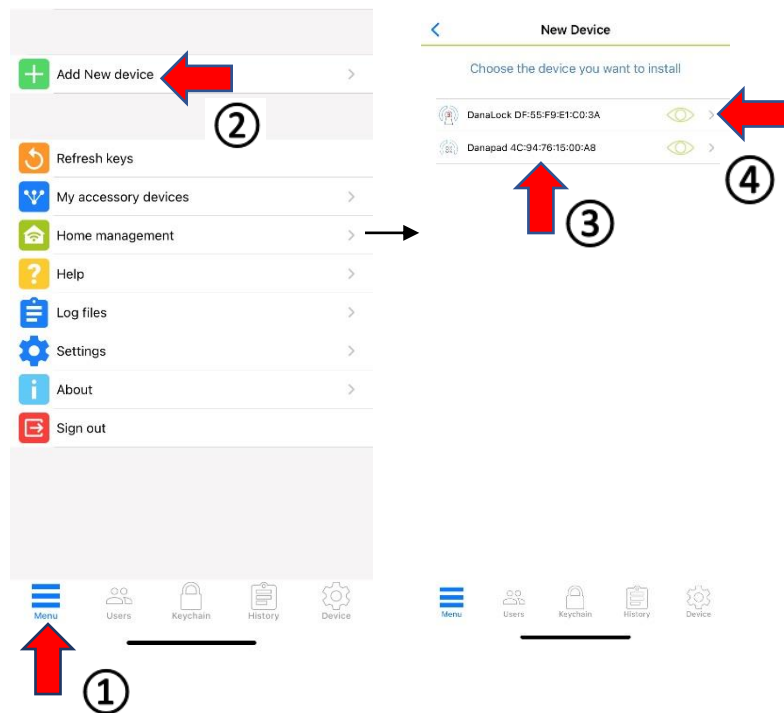 Add New device
②
Refresh keys
My accessory devices
Home management
Help
Log files
Settings
About
Sign out
Menu Users Keychain History Device
①
New Device
Choose the device you want to install
DanaLock DF:55:F9:E1:C0:3A
Danapad 4C:94:76:15:00:A8
④
③
Menu Users Keychain History Device